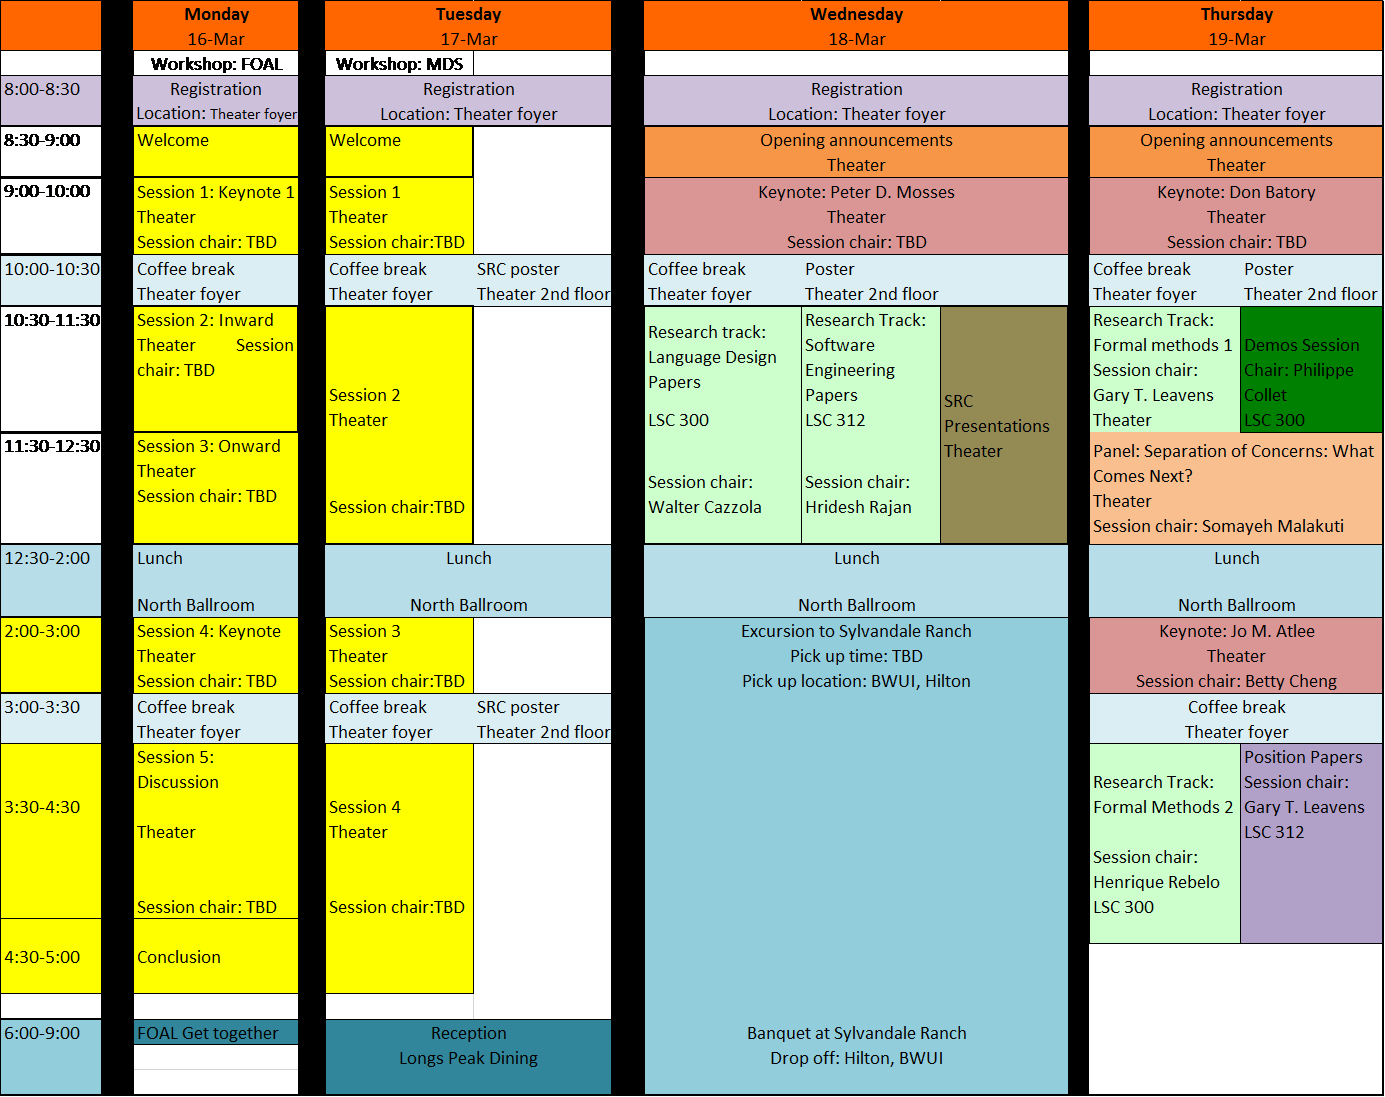 Monday
16-Mar
Tuesday
17-Mar
Wednesday
18-Mar
Thursday
19-Mar
Workshop: FOAL
Workshop: MDS
8:00-8:30
Registration
Location: Theater foyer
Registration
Location: Theater foyer
Registration
Location: Theater foyer
Registration
Location: Theater foyer
8:30-9:00
Welcome
Welcome
Opening announcements
Theater
Opening announcements
Theater
9:00-10:00
Session 1: Keynote 1
Theater
Session chair: TBD
Session 1
Theater
Session chair:TBD
Keynote: Peter D. Mosses
Theater
Session chair: TBD
Keynote: Don Batory
Theater
Session chair: TBD
10:00-10:30
Coffee break
Theater foyer
Coffee break
Theater foyer
SRC poster
Theater 2nd floor
Coffee break
Theater foyer
Poster
Theater 2nd floor
Coffee break
Theater foyer
Poster
Theater 2nd floor
10:30-11:30
Session 2: Inward
Theater Session
chair: TBD
Session 2
Theater
Session chair:TBD
Research track:
Language Design
Papers
LSC 300
Session chair:
Walter Cazzola
Research Track:
Software
Engineering
Papers
LSC 312
Session chair:
Hridesh Rajan
SRC
Presentations
Theater
Research Track:
Formal methods 1
Session chair:
Gary T. Leavens
Theater
Demos Session
Chair: Philippe
Collet
LSC 300
11:30-12:30
Session 3: Onward
Theater
Session chair: TBD
Panel: Separation of Concerns: What
Comes Next?
Theater
Session chair: Somayeh Malakuti
12:30-2:00
Lunch
North Ballroom
Lunch
North Ballroom
Lunch
North Ballroom
Lunch
North Ballroom
2:00-3:00
Session 4: Keynote
Theater
Session chair: TBD
Session 3
Theater
Session chair:TBD
Excursion to Sylvandale Ranch
Pick up time: TBD
Pick up location: BWUI, Hilton
Keynote: Jo M. Atlee
Theater
Session chair: Betty Cheng
3:00-3:30
Coffee break
Theater foyer
Coffee break
Theater foyer
SRC poster
Theater 2nd floor
Coffee break
Theater foyer
3:30-4:30
Session 5:
Discussion
Theater
Session chair: TBD
Session 4
Theater
Session chair:TBD
Research Track:
Formal Methods 2
Session chair:
Henrique Rebelo
LSC 300
Position Papers
Session chair:
Gary T. Leavens
LSC 312
4:30-5:00
Conclusion
6:00-9:00
FOAL Get together
Reception
Longs Peak Dining
Banquet at Sylvandale Ranch
Drop off: Hilton, BWUI